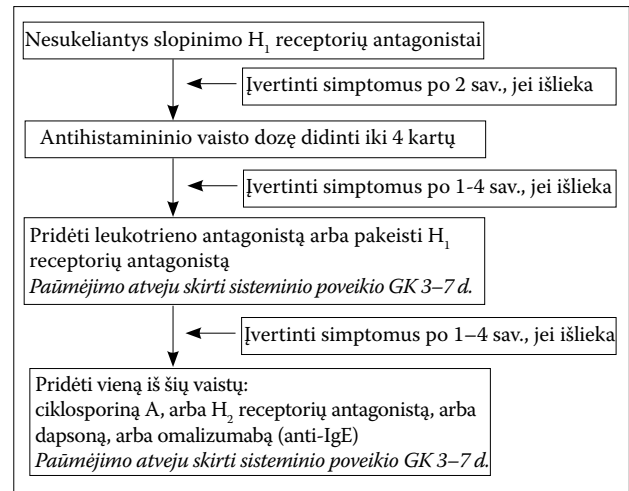 Nesukeliantys slopinimo H₁ receptorių antagonistai
Įvertinti simptomus po 2 sav., jei išlieka
Antihistamininio vaisto dozę didinti iki 4 kartų
Įvertinti simptomus po 1-4 sav., jei išlieka
Pridėti leukotrieno antagonistą arba pakeisti H₁
receptorių antagonistą
Paūmėjimo atveju skirti sisteminio poveikio GK 3–7 d.
Įvertinti simptomus po 1–4 sav., jei išlieka
Pridėti vieną iš šių vaistų:
ciklosporiną A, arba H₂ receptorių antagonistą, arba
dapsoną, arba omalizumabą (anti-IgE)
Paūmėjimo atveju skirti sisteminio poveikio GK 3–7 d.